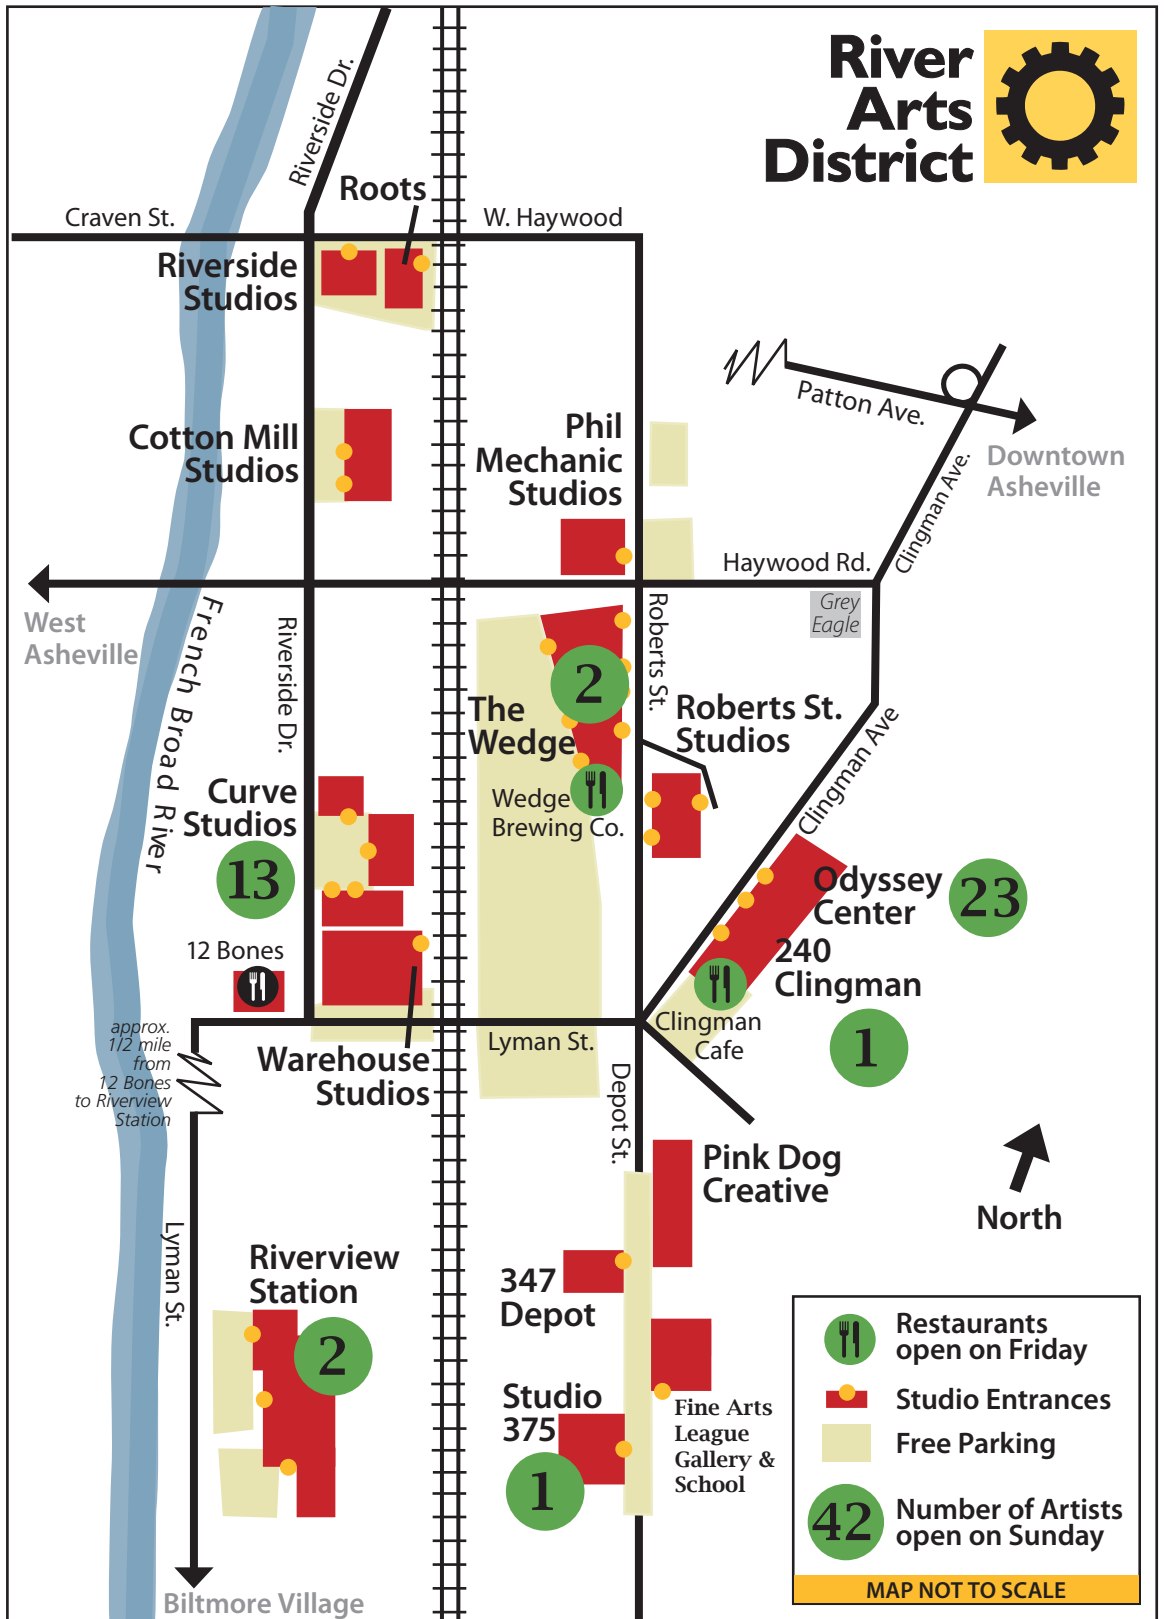 River
Arts
District
Riverside Dr.
Roots
Craven St.
W. Haywood
Riverside
Studios
Patton Ave.
Cotton Mill
Studios
Phil
Mechanic
Studios
Downtown
Asheville
Clingman Ave.
Haywood Rd.
West
Asheville
French Broad River
Riverside Dr.
Roberts St.
Grey
Eagle
2
The
Wedge
Roberts St.
Studios
Clingman Ave
Wedge
Brewing Co.
Curve
Studios
13
Odyssey
Center
23
240
Clingman
1
12 Bones
Clingman
Cafe
approx.
1/2 mile
from
12 Bones
to Riverview
Station
Lyman St.
Warehouse
Studios
Depot St.
Pink Dog
Creative
North
Lyman St.
Riverview
Station
2
347
Depot
Studio
375
1
Fine Arts
League
Gallery &
School
Restaurants
open on Friday
Studio Entrances
Free Parking
42
Number of Artists
open on Sunday
MAP NOT TO SCALE
Biltmore Village